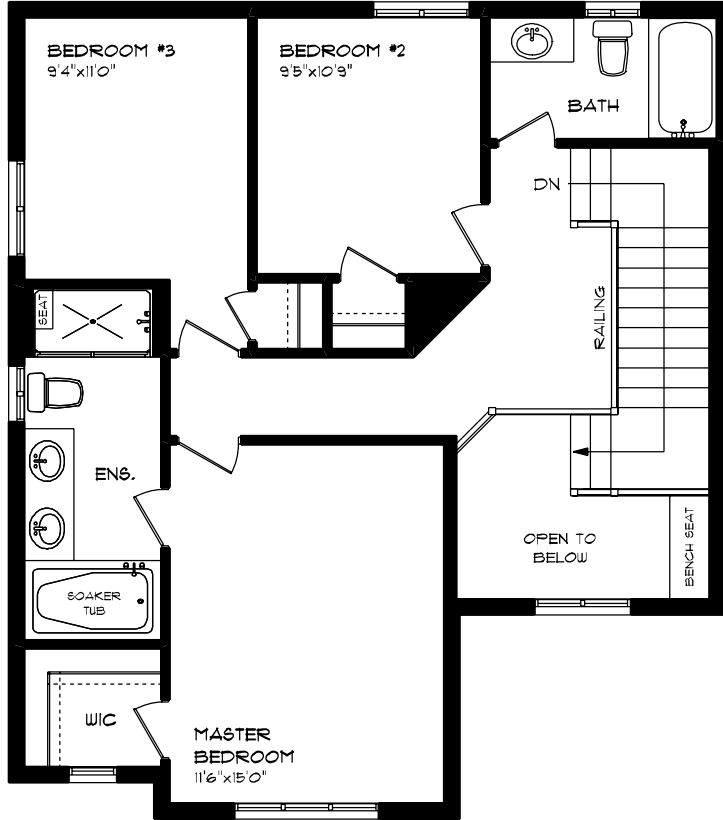 BEDROOM #3
9'4"x11'0"
BEDROOM #2
9'5"x10'9"
BATH
DN
SEAT
RAILING
ENS.
OPEN TO
BELOW
BENCH SEAT
SOAKER
TUB
WIC
MASTER
BEDROOM
11'6"x15'0"